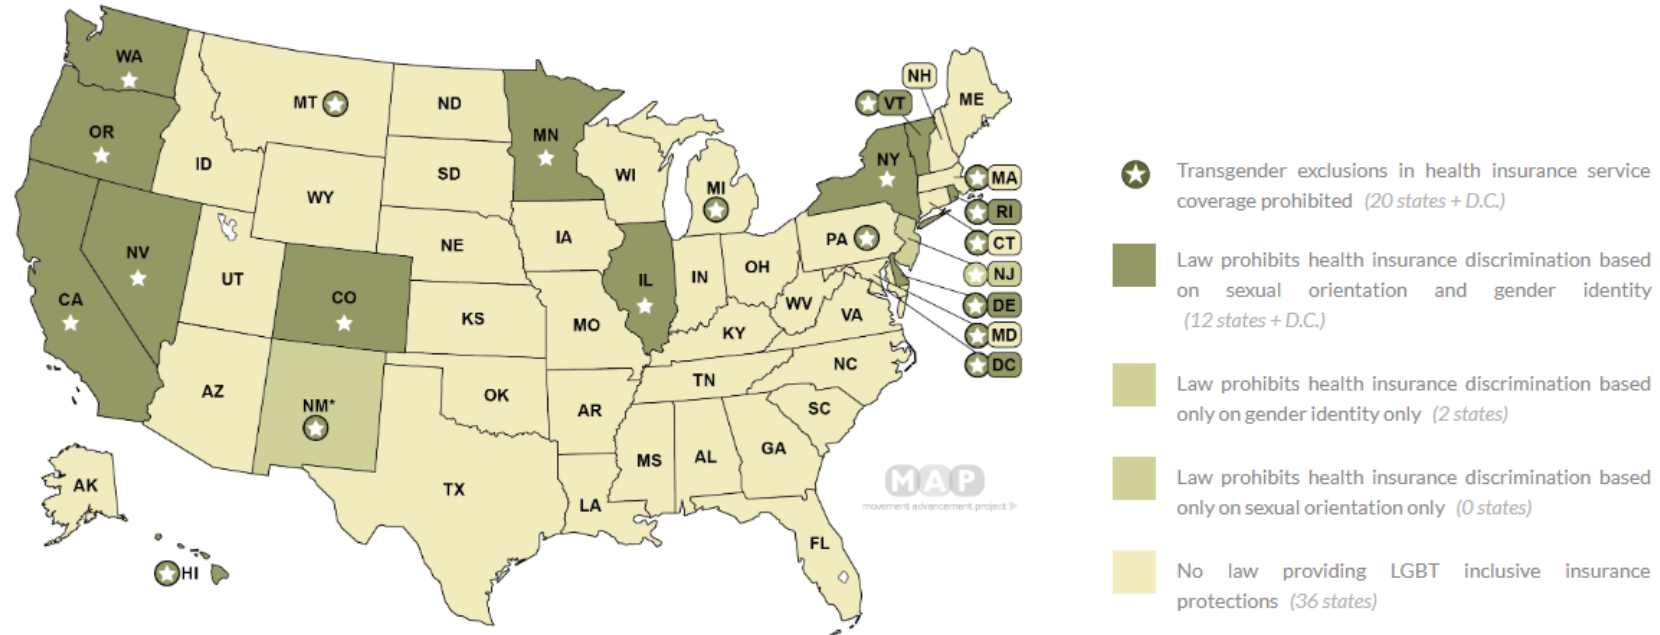 WA
MT
ND
MN
OR
ID
SD
WI
WY
MI
NH
VT
ME
NY
MA
RI
CT
NJ
DE
MD
DC
NV
CA
UT
CO
NE
IA
IL
IN
OH
PA
WV
VA
KS
MO
KY
NC
TN
AZ
NM*
OK
AR
SC
MS
AL
GA
TX
LA
FL
AK
HI
MAP
movement advancement project
Transgender exclusions in health insurance service
coverage prohibited (20 states + D.C.)
Law prohibits health insurance discrimination based
on sexual orientation and gender identity
(12 states + D.C.)
Law prohibits health insurance discrimination based
only on gender identity only (2 states)
Law prohibits health insurance discrimination based
only on sexual orientation only (0 states)
No law providing LGBT inclusive insurance
protections (36 states)